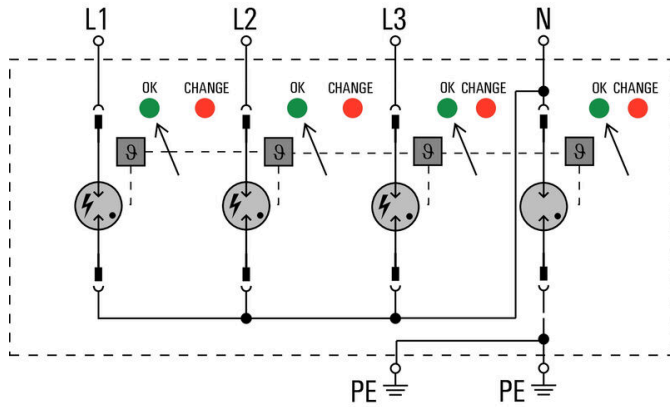 L1 L2 L3 N
OK CHANGE OK CHANGE OK CHANGE OK CHANGE
ϑ ϑ ϑ ϑ
PE PE